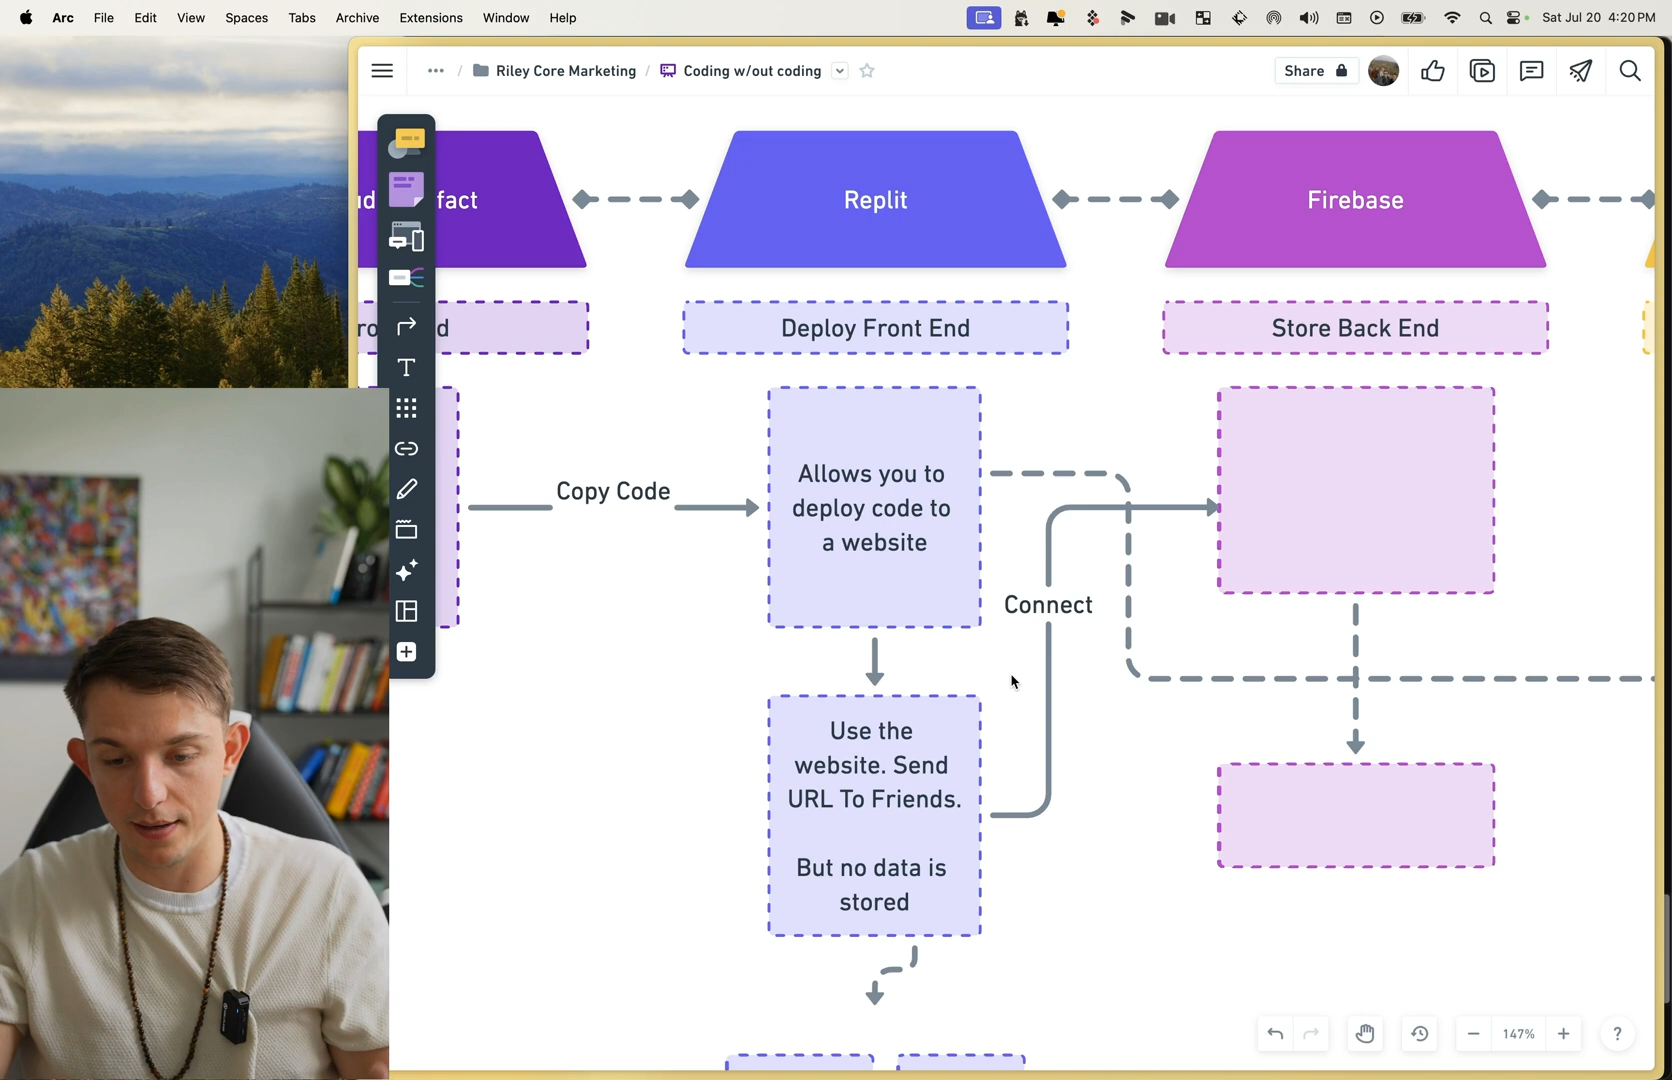 Arc File Edit View Spaces Tabs Archive Extensions Window Help Sat Jul 20 4:20 PM
··· / Riley Core Marketing / Coding w/out coding Share
fact Replit Firebase
Deploy Front End Store Back End
Allows you to
deploy code to
a website
Copy Code
Connect
Use the
website. Send
URL To Friends.
But no data is
stored
147% ?